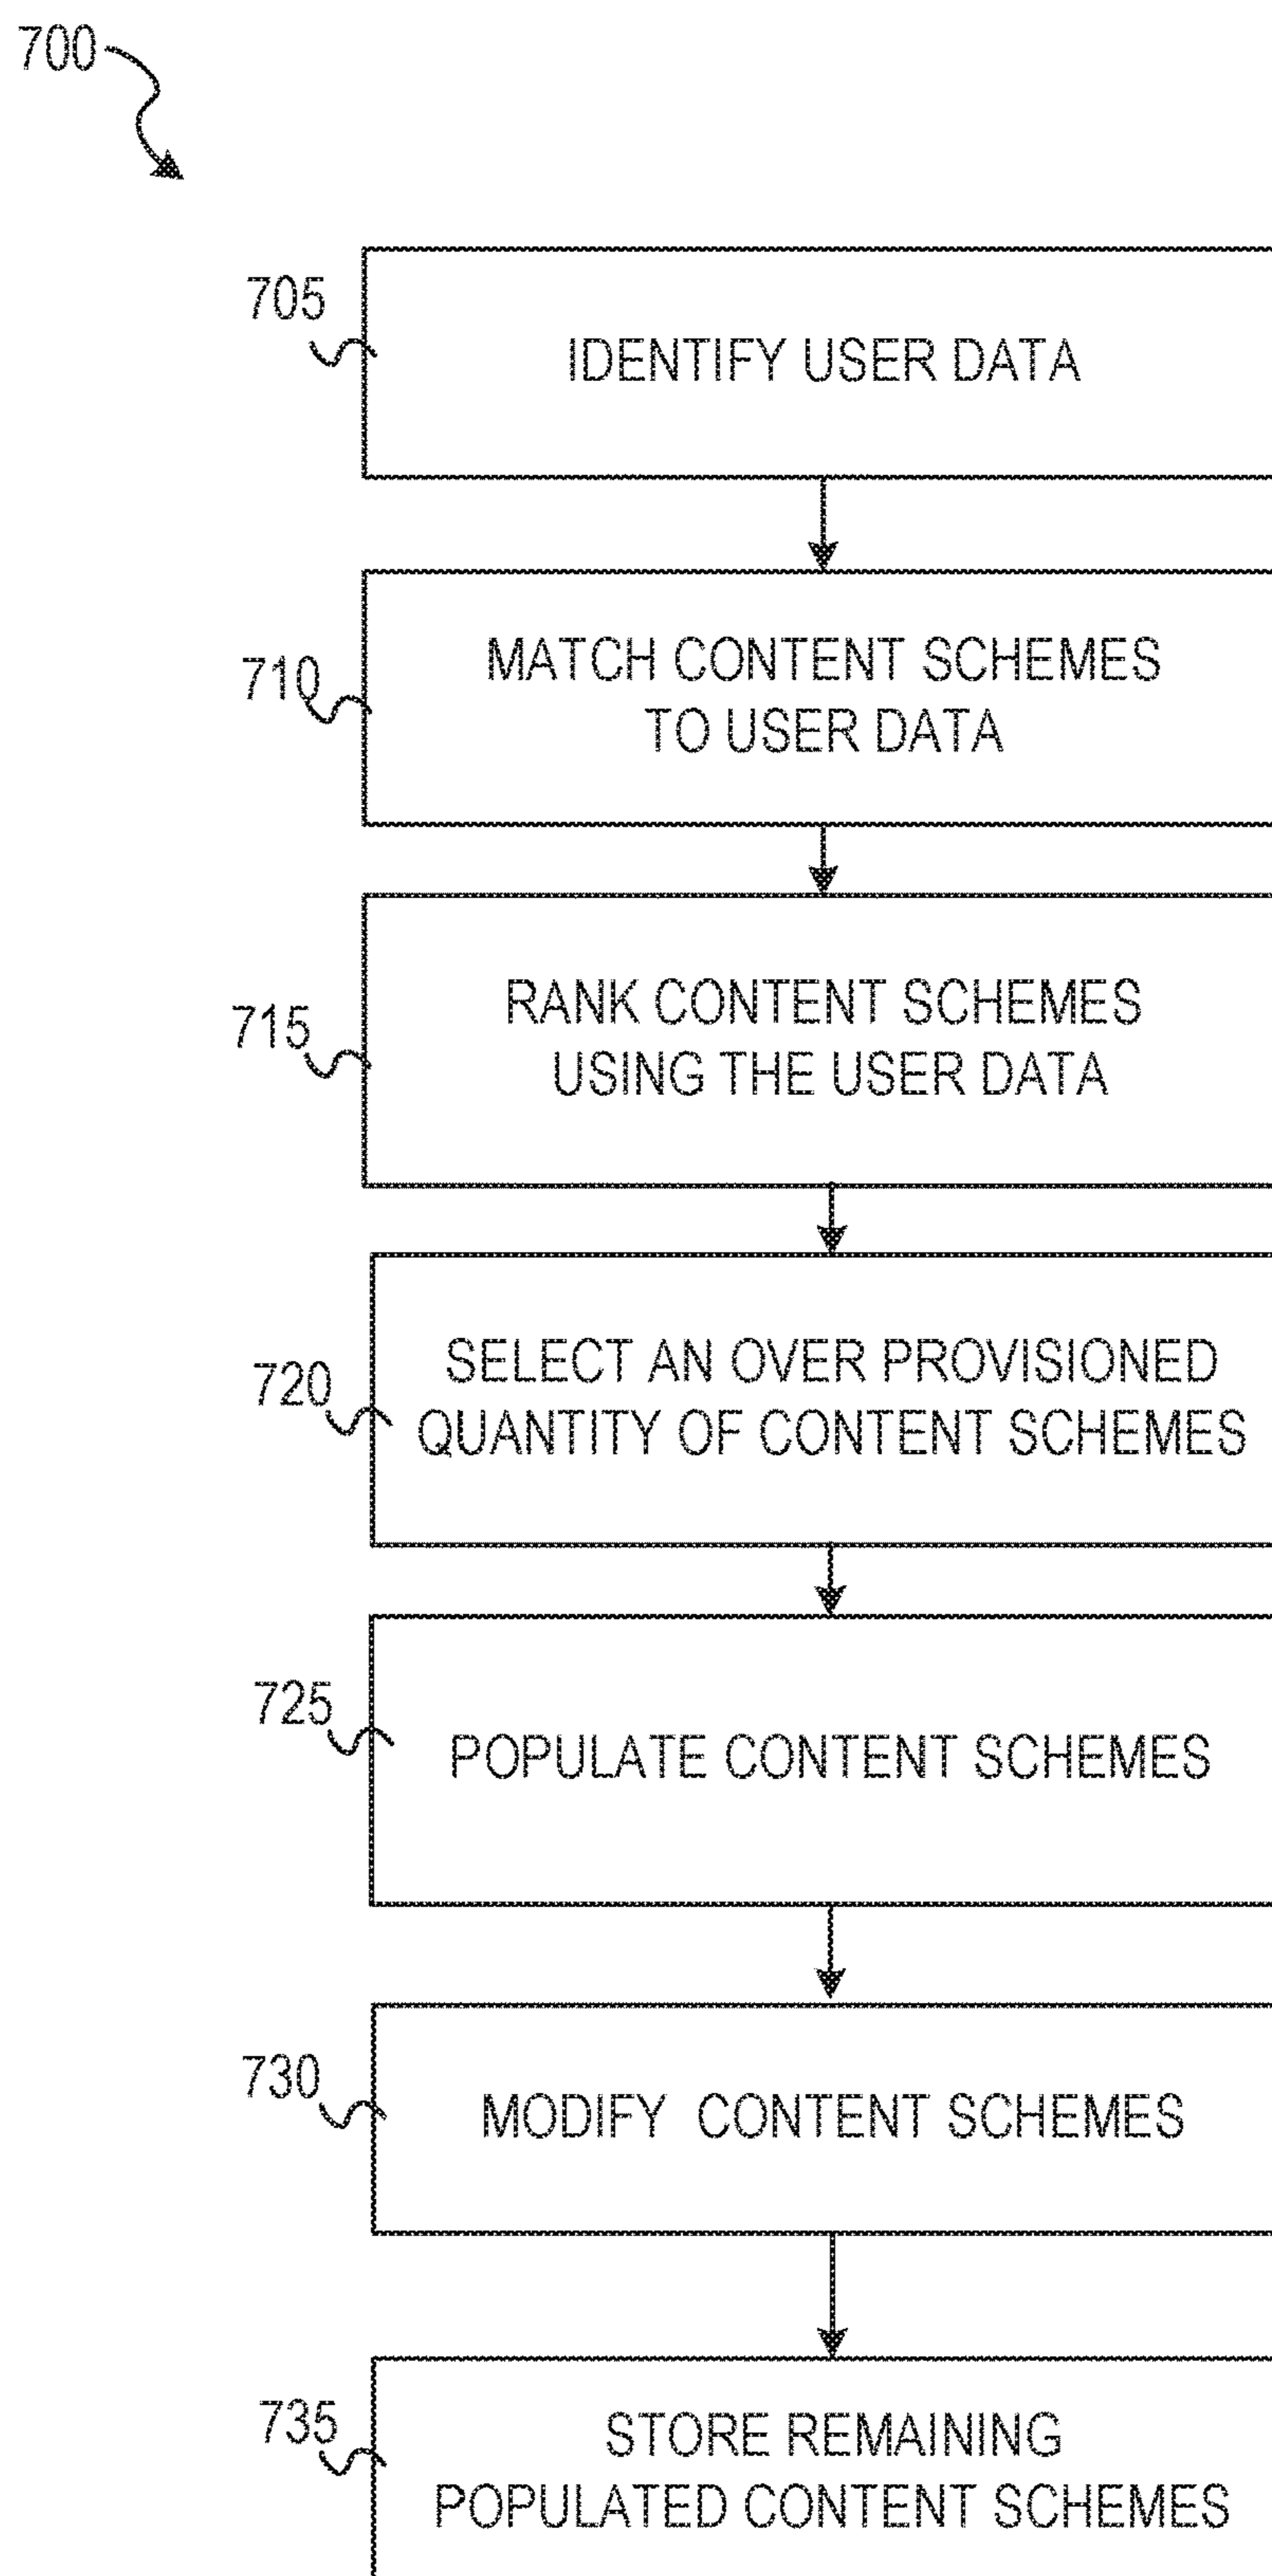 700
705
IDENTIFY USER DATA
710
MATCH CONTENT SCHEMES
TO USER DATA
715
RANK CONTENT SCHEMES
USING THE USER DATA
720
SELECT AN OVER PROVISIONED
QUANTITY OF CONTENT SCHEMES
725
POPULATE CONTENT SCHEMES
730
MODIFY CONTENT SCHEMES
735
STORE REMAINING
POPULATED CONTENT SCHEMES